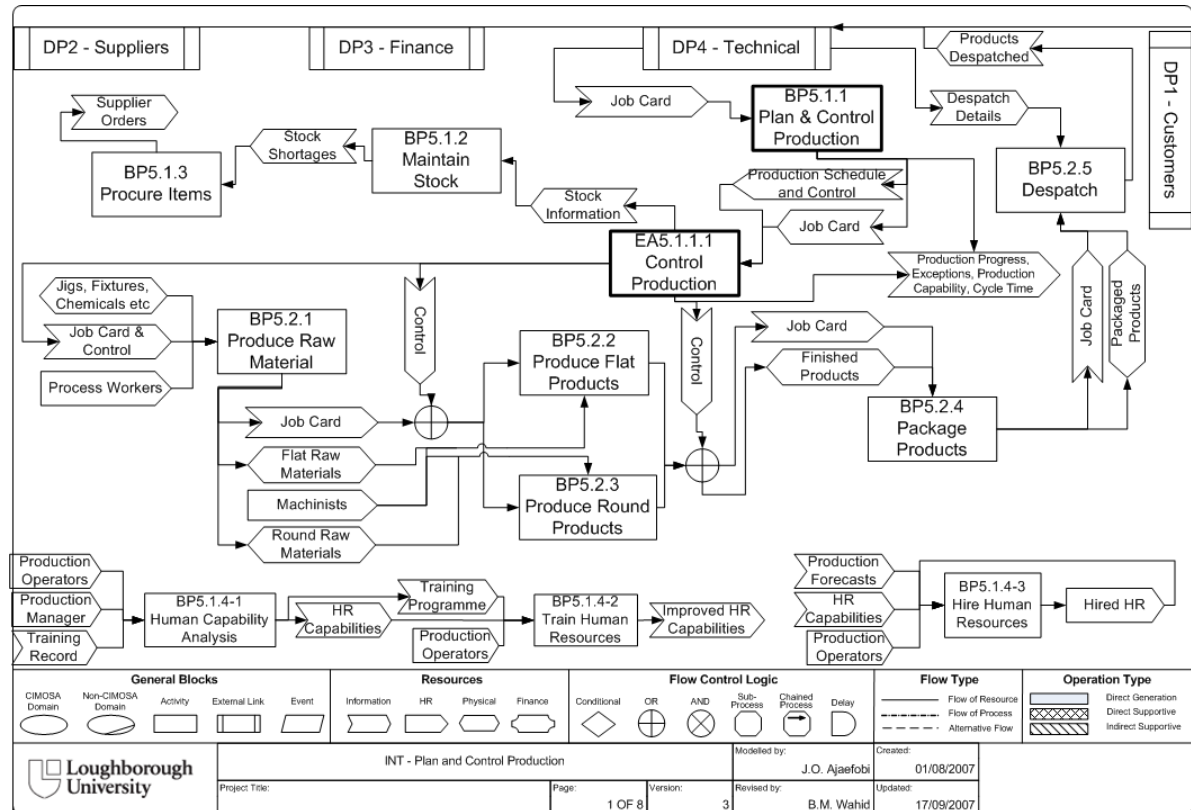 DP2 - Suppliers
DP3 - Finance
DP4 - Technical
Products
Despatched
DP1 - Customers
Supplier
Orders
Job Card
BP5.1.1
Plan & Control
Production
Despatch
Details
Stock
Shortages
BP5.1.2
Maintain
Stock
BP5.1.3
Procure Items
BP5.2.5
Despatch
Production Schedule
and Control
Stock
Information
Job Card
EA5.1.1.1
Control
Production
Production Progress,
Exceptions, Production
Capability, Cycle Time
Jigs, Fixtures,
Chemicals etc
Job Card &
Control
Process Workers
BP5.2.1
Produce Raw
Material
Control
BP5.2.2
Produce Flat
Products
Control
Job Card
Finished
Products
Job Card
Packaged
Products
BP5.2.4
Package
Products
Job Card
Flat Raw
Materials
Machinists
Round Raw
Materials
BP5.2.3
Produce Round
Products
Production
Operators
Production
Manager
Training
Record
BP5.1.4-1
Human Capability
Analysis
Training
Programme
HR
Capabilities
Production
Operators
BP5.1.4-2
Train Human
Resources
Improved HR
Capabilities
Production
Forecasts
HR
Capabilities
Production
Operators
BP5.1.4-3
Hire Human
Resources
Hired HR
General Blocks
CIMOSA
Domain
Non-CIMOSA
Domain
Activity
External Link
Event
Resources
Information
HR
Physical
Finance
Flow Control Logic
Conditional
OR
AND
Sub-
Process
Chained
Process
Delay
Flow Type
Flow of Resource
Flow of Process
Alternative Flow
Operation Type
Direct Generation
Direct Supportive
Indirect Supportive
Loughborough
University
INT - Plan and Control Production
Modelled by:
J.O. Ajaefobi
Created:
01/08/2007
Project Title:
Page:
1 OF 8
Version:
3
Revised by:
B.M. Wahid
Updated:
17/09/2007